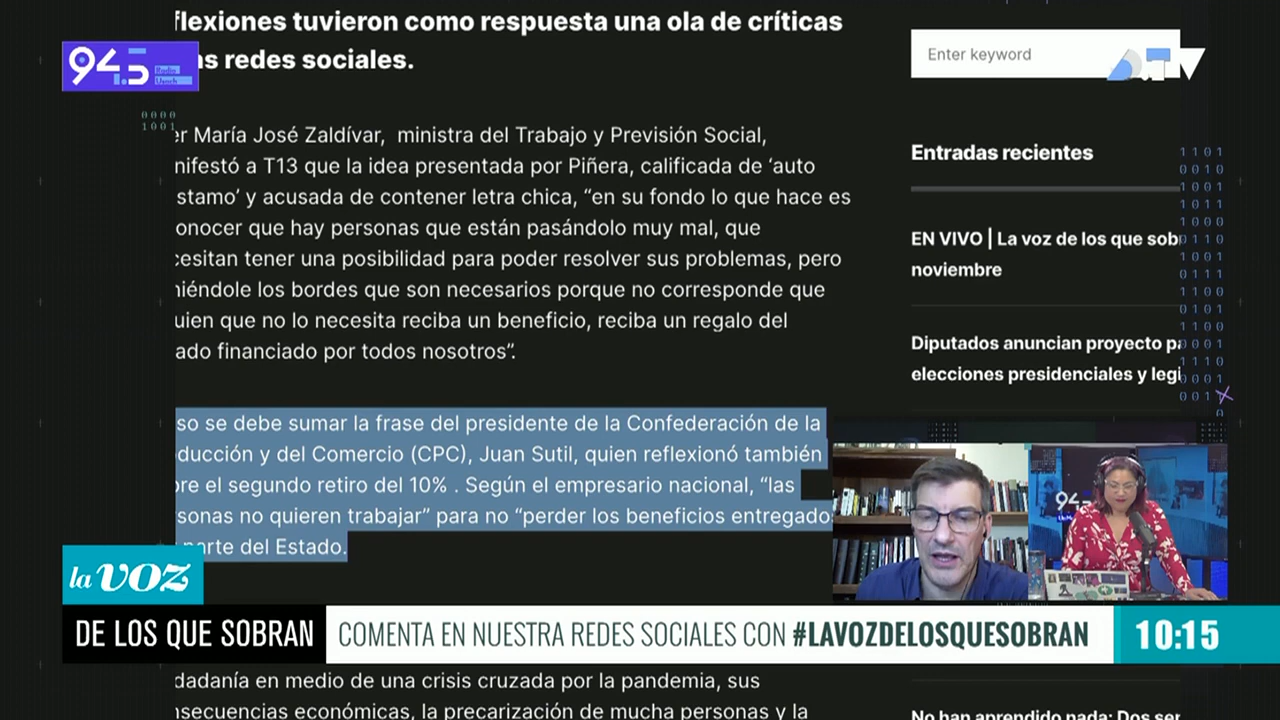 flexiones tuvieron como respuesta una ola de críticas
as redes sociales.
94.5
Enter keyword
TV
er María José Zaldívar, ministra del Trabajo y Previsión Social,
nifestó a T13 que la idea presentada por Piñera, calificada de ‘auto
stamo’ y acusada de contener letra chica, “en su fondo lo que hace es
onocer que hay personas que están pasándolo muy mal, que
cesitan tener una posibilidad para poder resolver sus problemas, pero
niéndole los bordes que son necesarios porque no corresponde que
uien que no lo necesita reciba un beneficio, reciba un regalo del
ado financiado por todos nosotros”.
so se debe sumar la frase del presidente de la Confederación de la
ducción y del Comercio (CPC), Juan Sutil, quien reflexionó también
re el segundo retiro del 10% . Según el empresario nacional, “las
sonas no quieren trabajar” para no “perder los beneficios entregado
parte del Estado.
Entradas recientes
EN VIVO | La voz de los que sob
noviembre
Diputados anuncian proyecto pa
elecciones presidenciales y legi
la voz
DE LOS QUE SOBRAN
COMENTA EN NUESTRA REDES SOCIALES CON #LAVOZDELOSQUESOBRAN
10:15
dadanía en medio de una crisis cruzada por la pandemia, sus
nsecuencias económicas, la precarización de mucha personas y la
No han aprendido nada: Dos ser